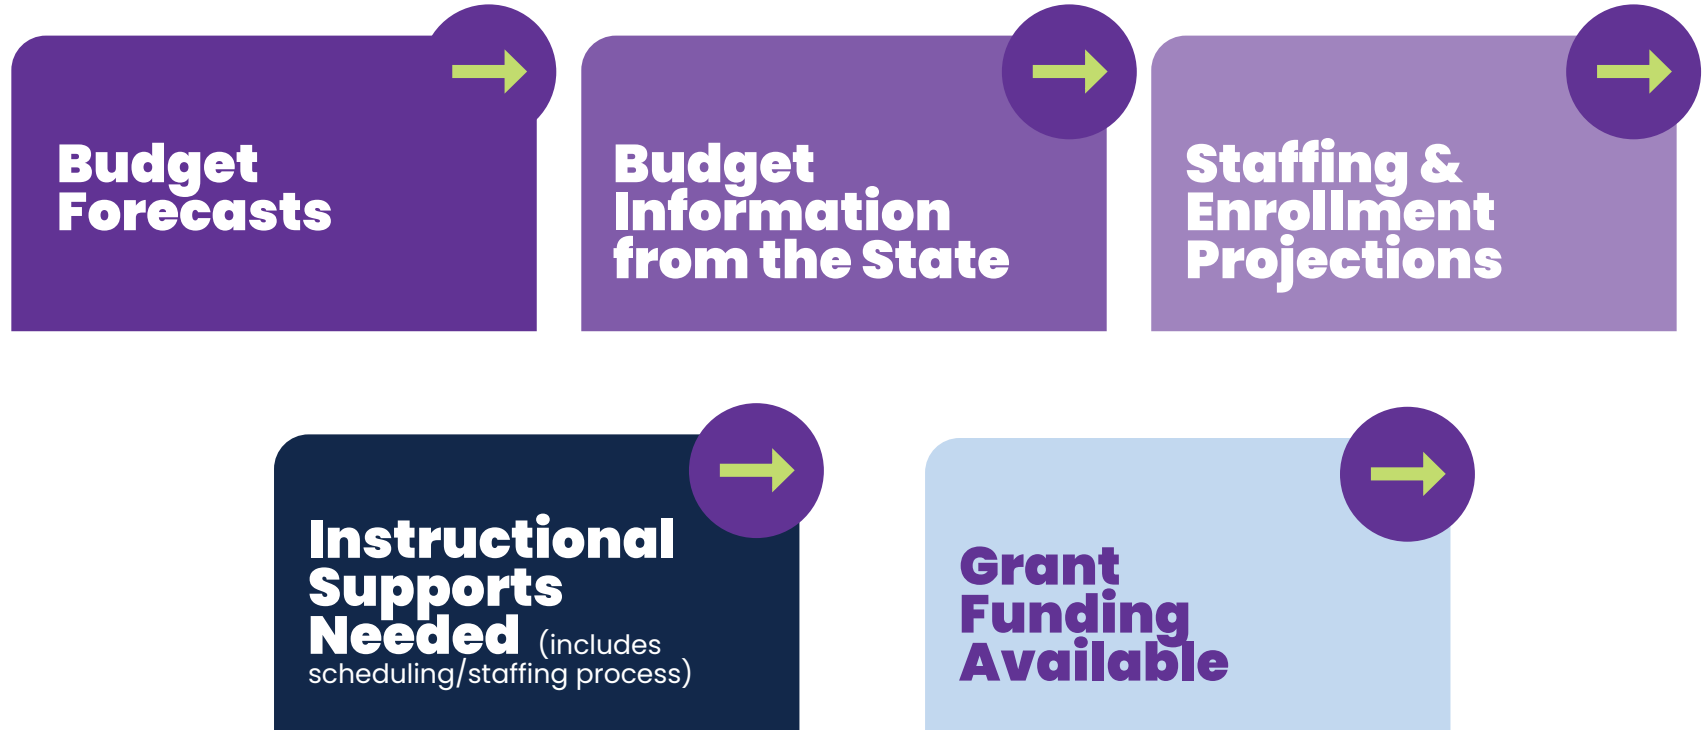 Budget
Forecasts
Budget
Information
from the State
Staffing &
Enrollment
Projections
Instructional
Supports
Needed (includes
scheduling/staffing process)
Grant
Funding
Available